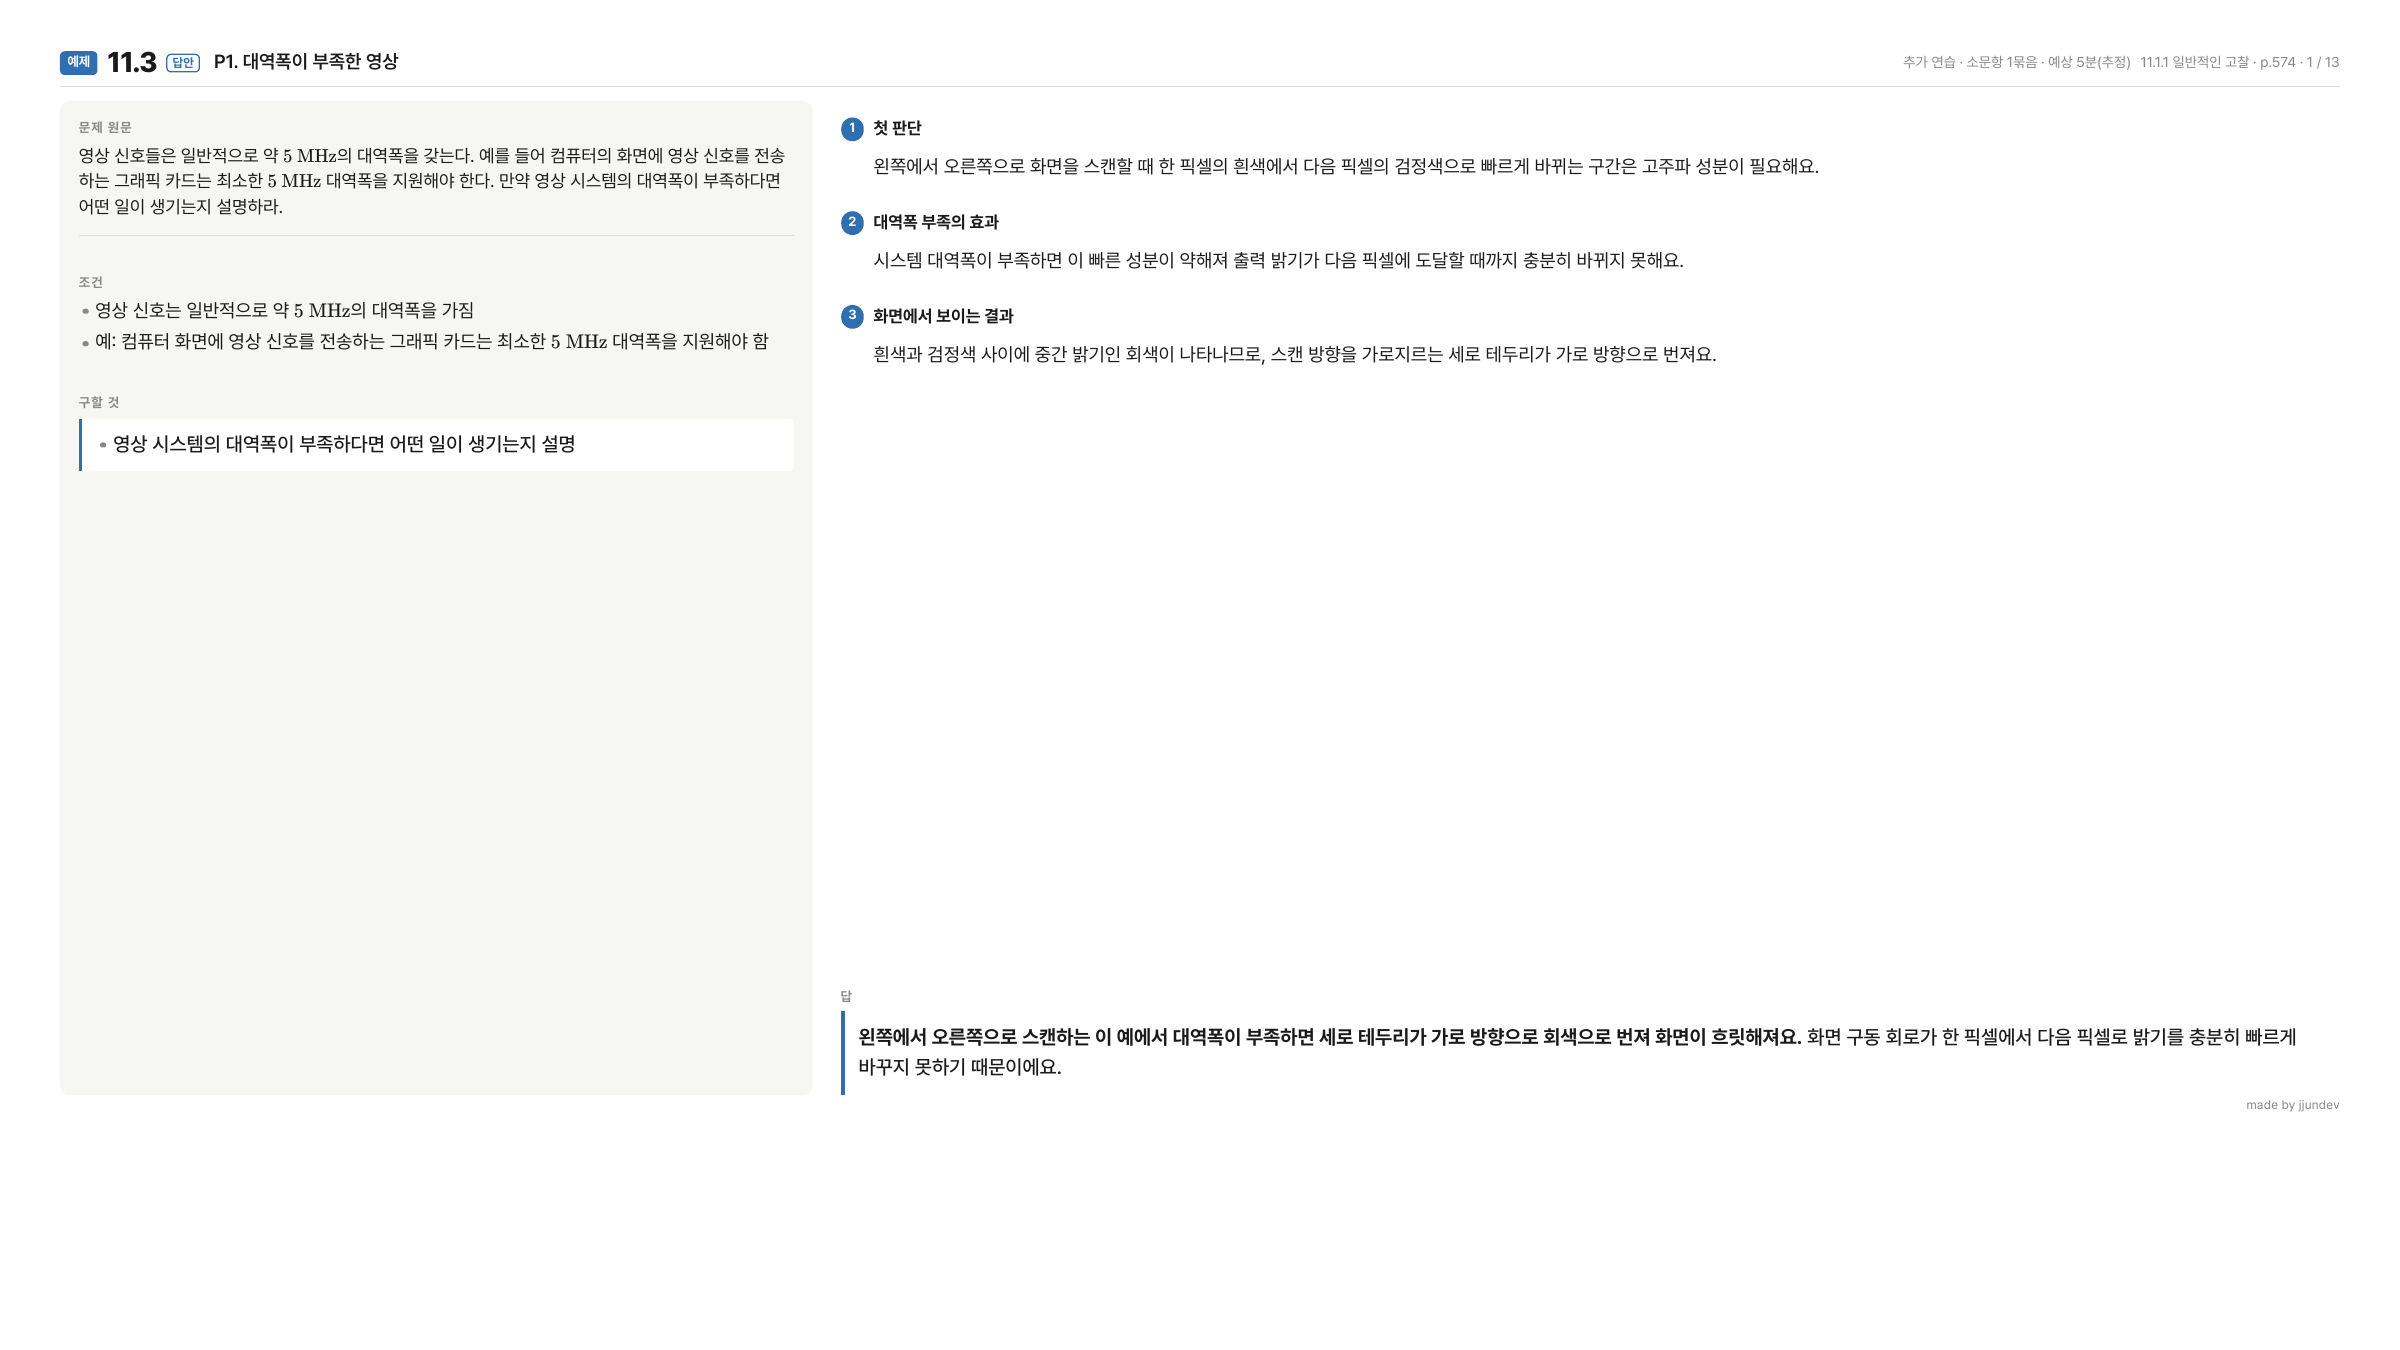 예제 11.3 답안 P1. 대역폭이 부족한 영상
추가 연습 · 소문항 1묶음 · 예상 5분(추정) 11.1.1 일반적인 고찰 · p.574 · 1 / 13
문제 원문
영상 신호들은 일반적으로 약 5 MHz의 대역폭을 갖는다. 예를 들어 컴퓨터의 화면에 영상 신호를 전송
하는 그래픽 카드는 최소한 5 MHz 대역폭을 지원해야 한다. 만약 영상 시스템의 대역폭이 부족하다면
어떤 일이 생기는지 설명하라.
조건
• 영상 신호는 일반적으로 약 5 MHz의 대역폭을 가짐
• 예: 컴퓨터 화면에 영상 신호를 전송하는 그래픽 카드는 최소한 5 MHz 대역폭을 지원해야 함
구할 것
• 영상 시스템의 대역폭이 부족하다면 어떤 일이 생기는지 설명
1 첫 판단
왼쪽에서 오른쪽으로 화면을 스캔할 때 한 픽셀의 흰색에서 다음 픽셀의 검정색으로 빠르게 바뀌는 구간은 고주파 성분이 필요해요.
2 대역폭 부족의 효과
시스템 대역폭이 부족하면 이 빠른 성분이 약해져 출력 밝기가 다음 픽셀에 도달할 때까지 충분히 바뀌지 못해요.
3 화면에서 보이는 결과
흰색과 검정색 사이에 중간 밝기인 회색이 나타나므로, 스캔 방향을 가로지르는 세로 테두리가 가로 방향으로 번져요.
답
왼쪽에서 오른쪽으로 스캔하는 이 예에서 대역폭이 부족하면 세로 테두리가 가로 방향으로 회색으로 번져 화면이 흐릿해져요. 화면 구동 회로가 한 픽셀에서 다음 픽셀로 밝기를 충분히 빠르게
바꾸지 못하기 때문이에요.
made by jjundev